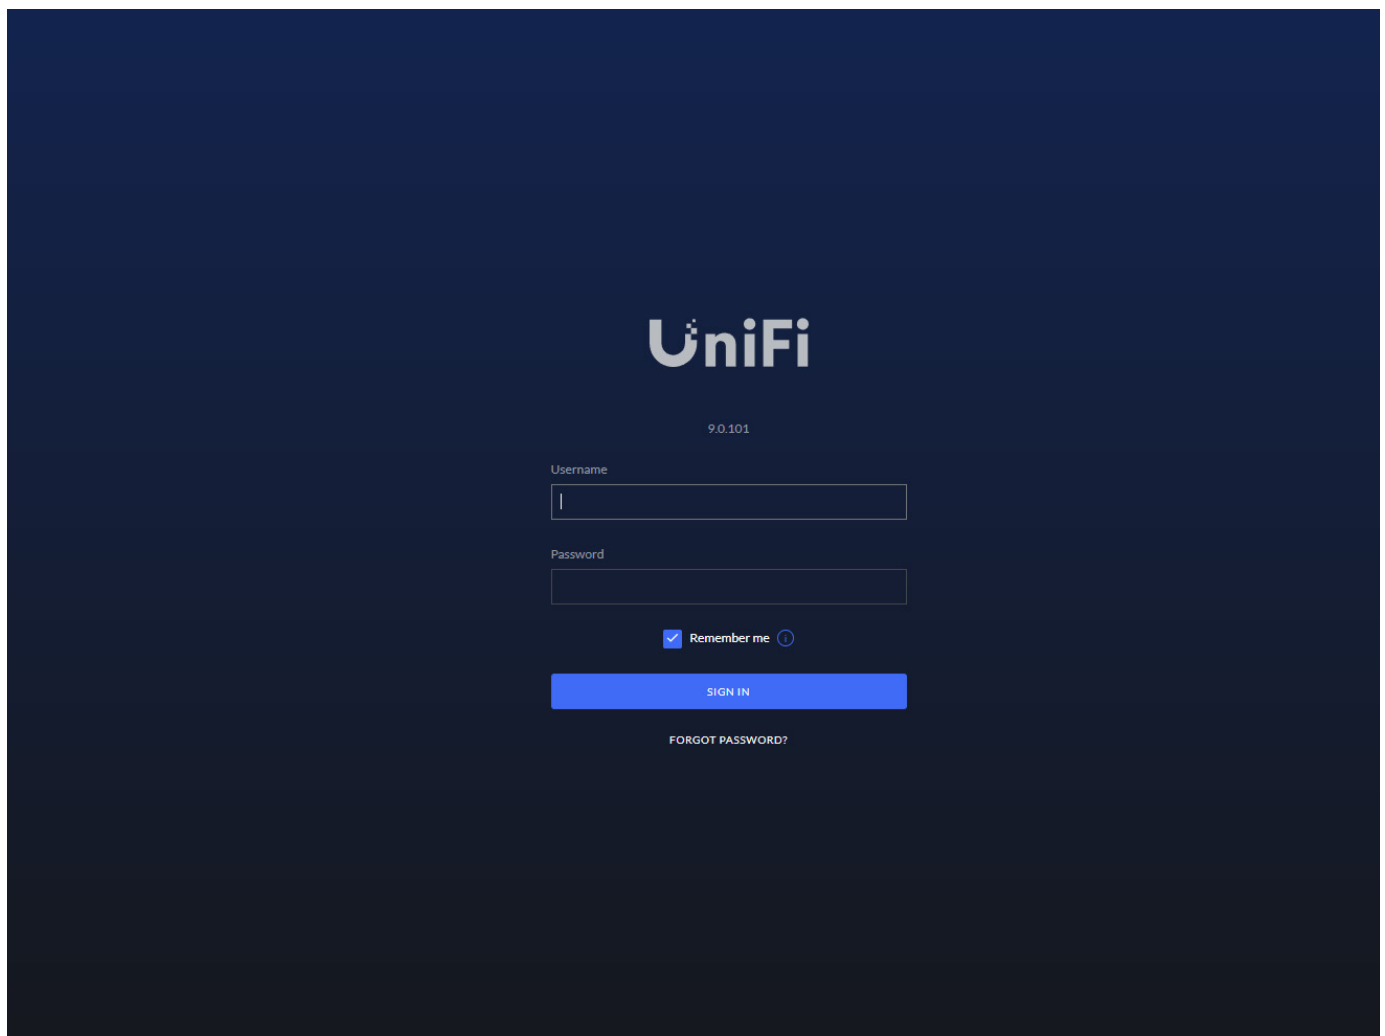 UniFi
9.0.101
Username
Password
Remember me
SIGN IN
FORGOT PASSWORD?